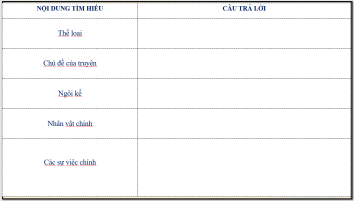 NỘI DUNG TÌM HIỂU
CÂU TRẢ LỜI
Thể loại
Chủ đề của truyện
Ngôi kể
Nhân vật chính
Các sự việc chính